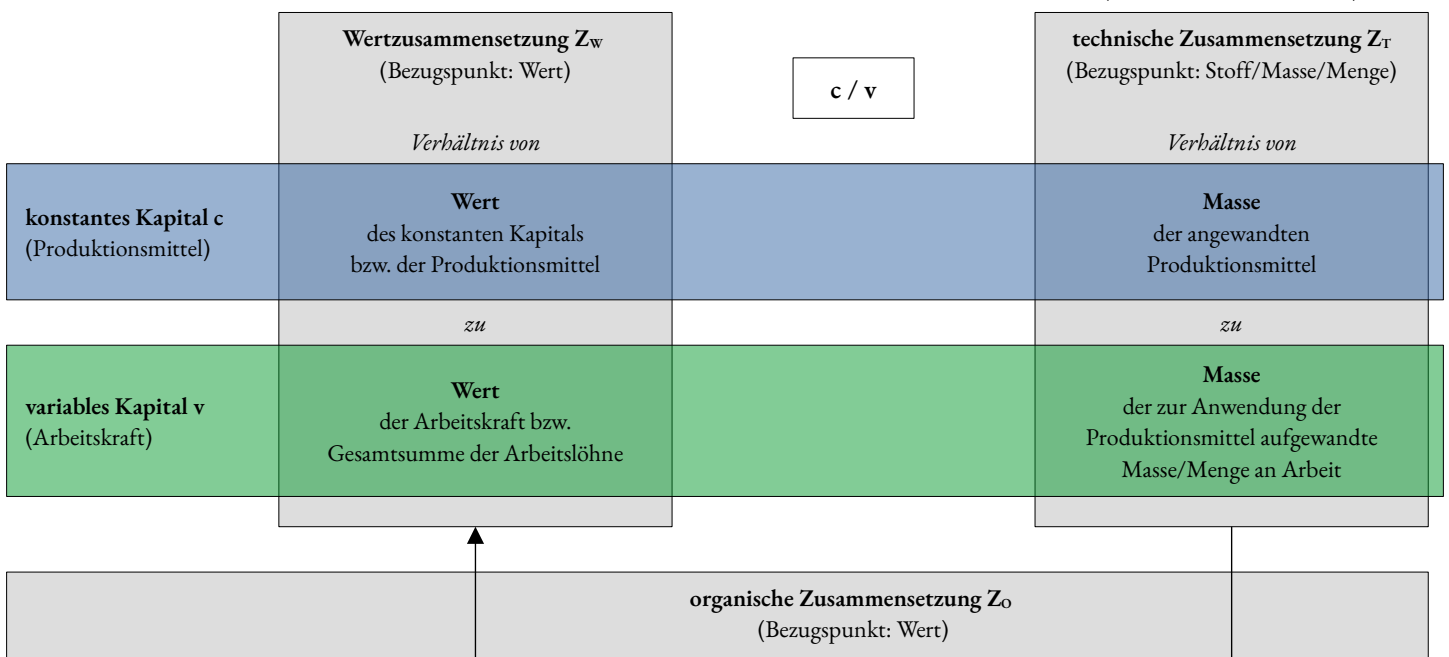 Wertzusammensetzung Zw
(Bezugspunkt: Wert)
Verhältnis von
c / v
technische Zusammensetzung ZT
(Bezugspunkt: Stoff/Masse/Menge)
Verhältnis von
konstantes Kapital c
(Produktionsmittel)
Wert
des konstanten Kapitals
bzw. der Produktionsmittel
Masse
der angewandten
Produktionsmittel
zu
zu
variables Kapital v
(Arbeitskraft)
Wert
der Arbeitskraft bzw.
Gesamtsumme der Arbeitslöhne
Masse
der zur Anwendung der
Produktionsmittel aufgewandte
Masse/Menge an Arbeit
organische Zusammensetzung Zo
(Bezugspunkt: Wert)